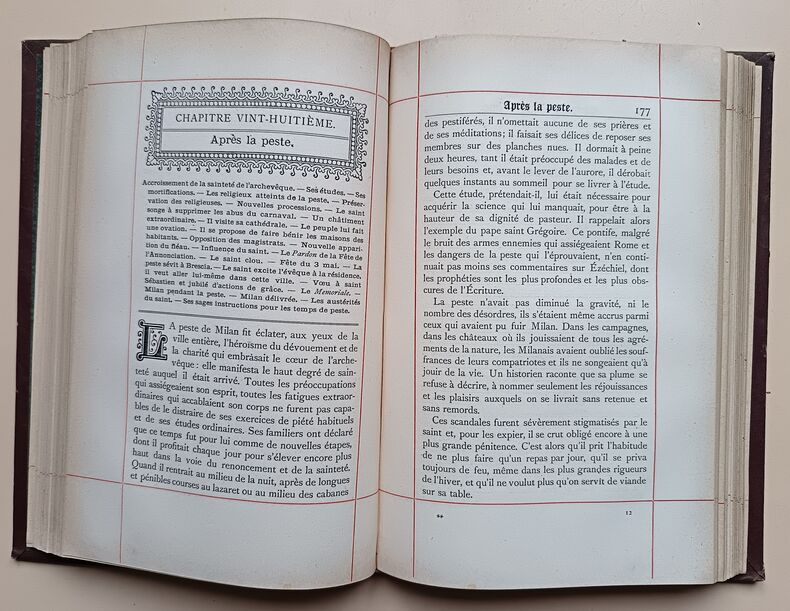 CHAPITRE VINT-HUITIÈME.
Après la peste.
Accroissement de la sainteté de l'archevêque. — Ses études. — Ses
mortifications. — Les religieux atteints de la peste. — Préser-
vation des religieuses. — Nouvelles processions. — Le saint
songe à supprimer les abus du carnaval. — Un châtiment
extraordinaire. — Il visite sa cathédrale. — Le peuple lui fait
une ovation. — Il se propose de faire bénir les maisons des
habitants. — Opposition des magistrats. — Nouvelle appari-
tion du fléau. — Influence du saint. — Le Pardon de la Fête de
l'Annonciation. — Le saint clou. — Fête du 3 mai. — La
peste sévit à Brescia. — Le saint excite l'évêque à la résidence,
il veut aller lui-même dans cette ville. — Vœu à saint
Sébastien et jubilé d'actions de grâce. — Le Memoriale. —
Milan pendant la peste. — Milan délivrée. — Les austérités
du saint. — Ses sages instructions pour les temps de peste.
LA peste de Milan fit éclater, aux yeux de la
ville entière, l'héroïsme du dévouement et de
la charité qui embrâsait le cœur de l'arche-
vêque : elle manifesta le haut degré de sain-
teté auquel il était arrivé. Toutes les préoccupations
qui assiégeaient son esprit, toutes les fatigues extraor-
dinaires qui accablaient son corps ne furent pas capa-
bles de le distraire de ses exercices de piété habituels
et de ses études ordinaires. Ses familiers ont déclaré
que ce temps fut pour lui comme de nouvelles étapes,
dont il profitait chaque jour pour s'élever encore plus
haut dans la voie du renoncement et de la sainteté.
Quand il rentrait au milieu de la nuit, après de longues
et pénibles courses au lazaret ou au milieu des cabanes
Après la peste. 177
des pestiférés, il n'omettait aucune de ses prières et
de ses méditations; il faisait ses délices de reposer ses
membres sur des planches nues. Il dormait à peine
deux heures, tant il était préoccupé des malades et de
leurs besoins et, avant le lever de l'aurore, il dérobait
quelques instants au sommeil pour se livrer à l'étude.
Cette étude, prétendait-il, lui était nécessaire pour
acquérir la science qui lui manquait, pour être à la
hauteur de sa dignité de pasteur. Il rappelait alors
l'exemple du pape saint Grégoire. Ce pontife, malgré
le bruit des armes ennemies qui assiégeaient Rome et
les dangers de la peste qui l'éprouvaient, n'en conti-
nuait pas moins ses commentaires sur Ézéchiel, dont
les prophéties sont les plus profondes et les plus obs-
cures de l'Écriture.
La peste n'avait pas diminué la gravité, ni le
nombre des désordres, ils s'étaient même accrus parmi
ceux qui avaient pu fuir Milan. Dans les campagnes,
dans les châteaux où ils jouissaient de tous les agré-
ments de la nature, les Milanais avaient oublié les souf-
frances de leurs compatriotes et ils ne songeaient qu'à
jouir de la vie. Un historien raconte que sa plume se
refuse à décrire, à nommer seulement les réjouissances
et les plaisirs auxquels on se livrait sans retenue et
sans remords.
Ces scandales furent sévèrement stigmatisés par le
saint et, pour les expier, il se crut obligé encore à une
plus grande pénitence. C'est alors qu'il prit l'habitude
de ne plus faire qu'un repas par jour, qu'il se priva
toujours de feu, même dans les plus grandes rigueurs
de l'hiver, et qu'il ne voulut plus qu'on servit de viande
sur sa table.
** 12